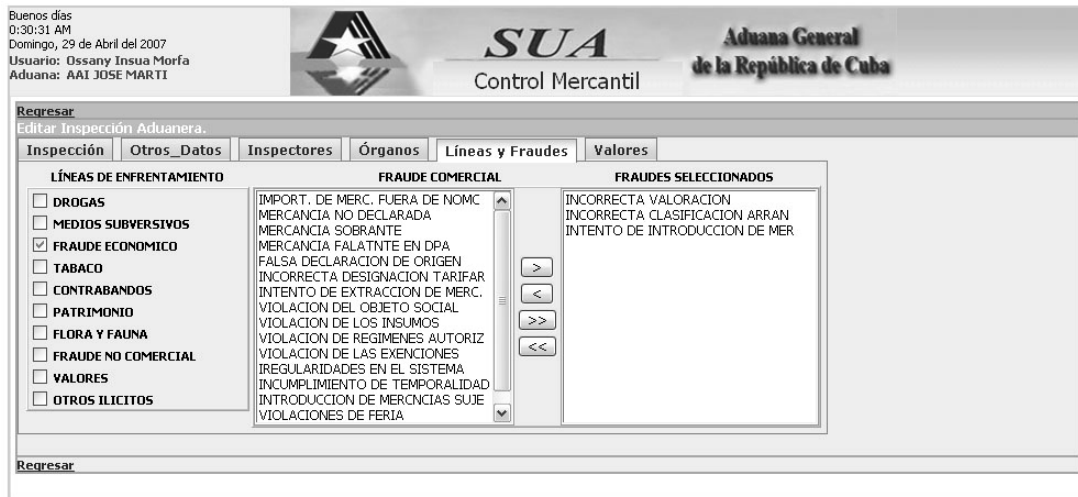 Buenos días
0:30:31 AM
Domingo, 29 de Abril del 2007
Usuario: Ossany Insua Morfa
Aduana: AAI JOSE MARTI
SUA
Control Mercantil
Aduana General
de la República de Cuba
Regresar
Editar Inspección Aduanera.
Inspección Otros_Datos Inspectores Órganos Líneas y Fraudes Valores
LÍNEAS DE ENFRENTAMIENTO
DROGAS
MEDIOS SUBVERSIVOS
FRAUDE ECONOMICO
TABACO
CONTRABANDOS
PATRIMONIO
FLORA Y FAUNA
FRAUDE NO COMERCIAL
VALORES
OTROS ILICITOS
FRAUDE COMERCIAL
IMPORT. DE MERC. FUERA DE NOMC
MERCANCIA NO DECLARADA
MERCANCIA SOBRANTE
MERCANCIA FALATNTE EN DPA
FALSA DECLARACION DE ORIGEN
INCORRECTA DESIGNACION TARIFAR
INTENTO DE EXTRACCION DE MERC.
VIOLACION DEL OBJETO SOCIAL
VIOLACION DE LOS INSUMOS
VIOLACION DE REGIMENES AUTORIZ
VIOLACION DE LAS EXENCIONES
IREGULARIDADES EN EL SISTEMA
INCUMPLIMIENTO DE TEMPORALIDAD
INTRODUCCION DE MERCNCIAS SUJE
VIOLACIONES DE FERIA
>
<
>>
<<
FRAUDES SELECCIONADOS
INCORRECTA VALORACION
INCORRECTA CLASIFICACION ARRAN
INTENTO DE INTRODUCCION DE MER
Regresar